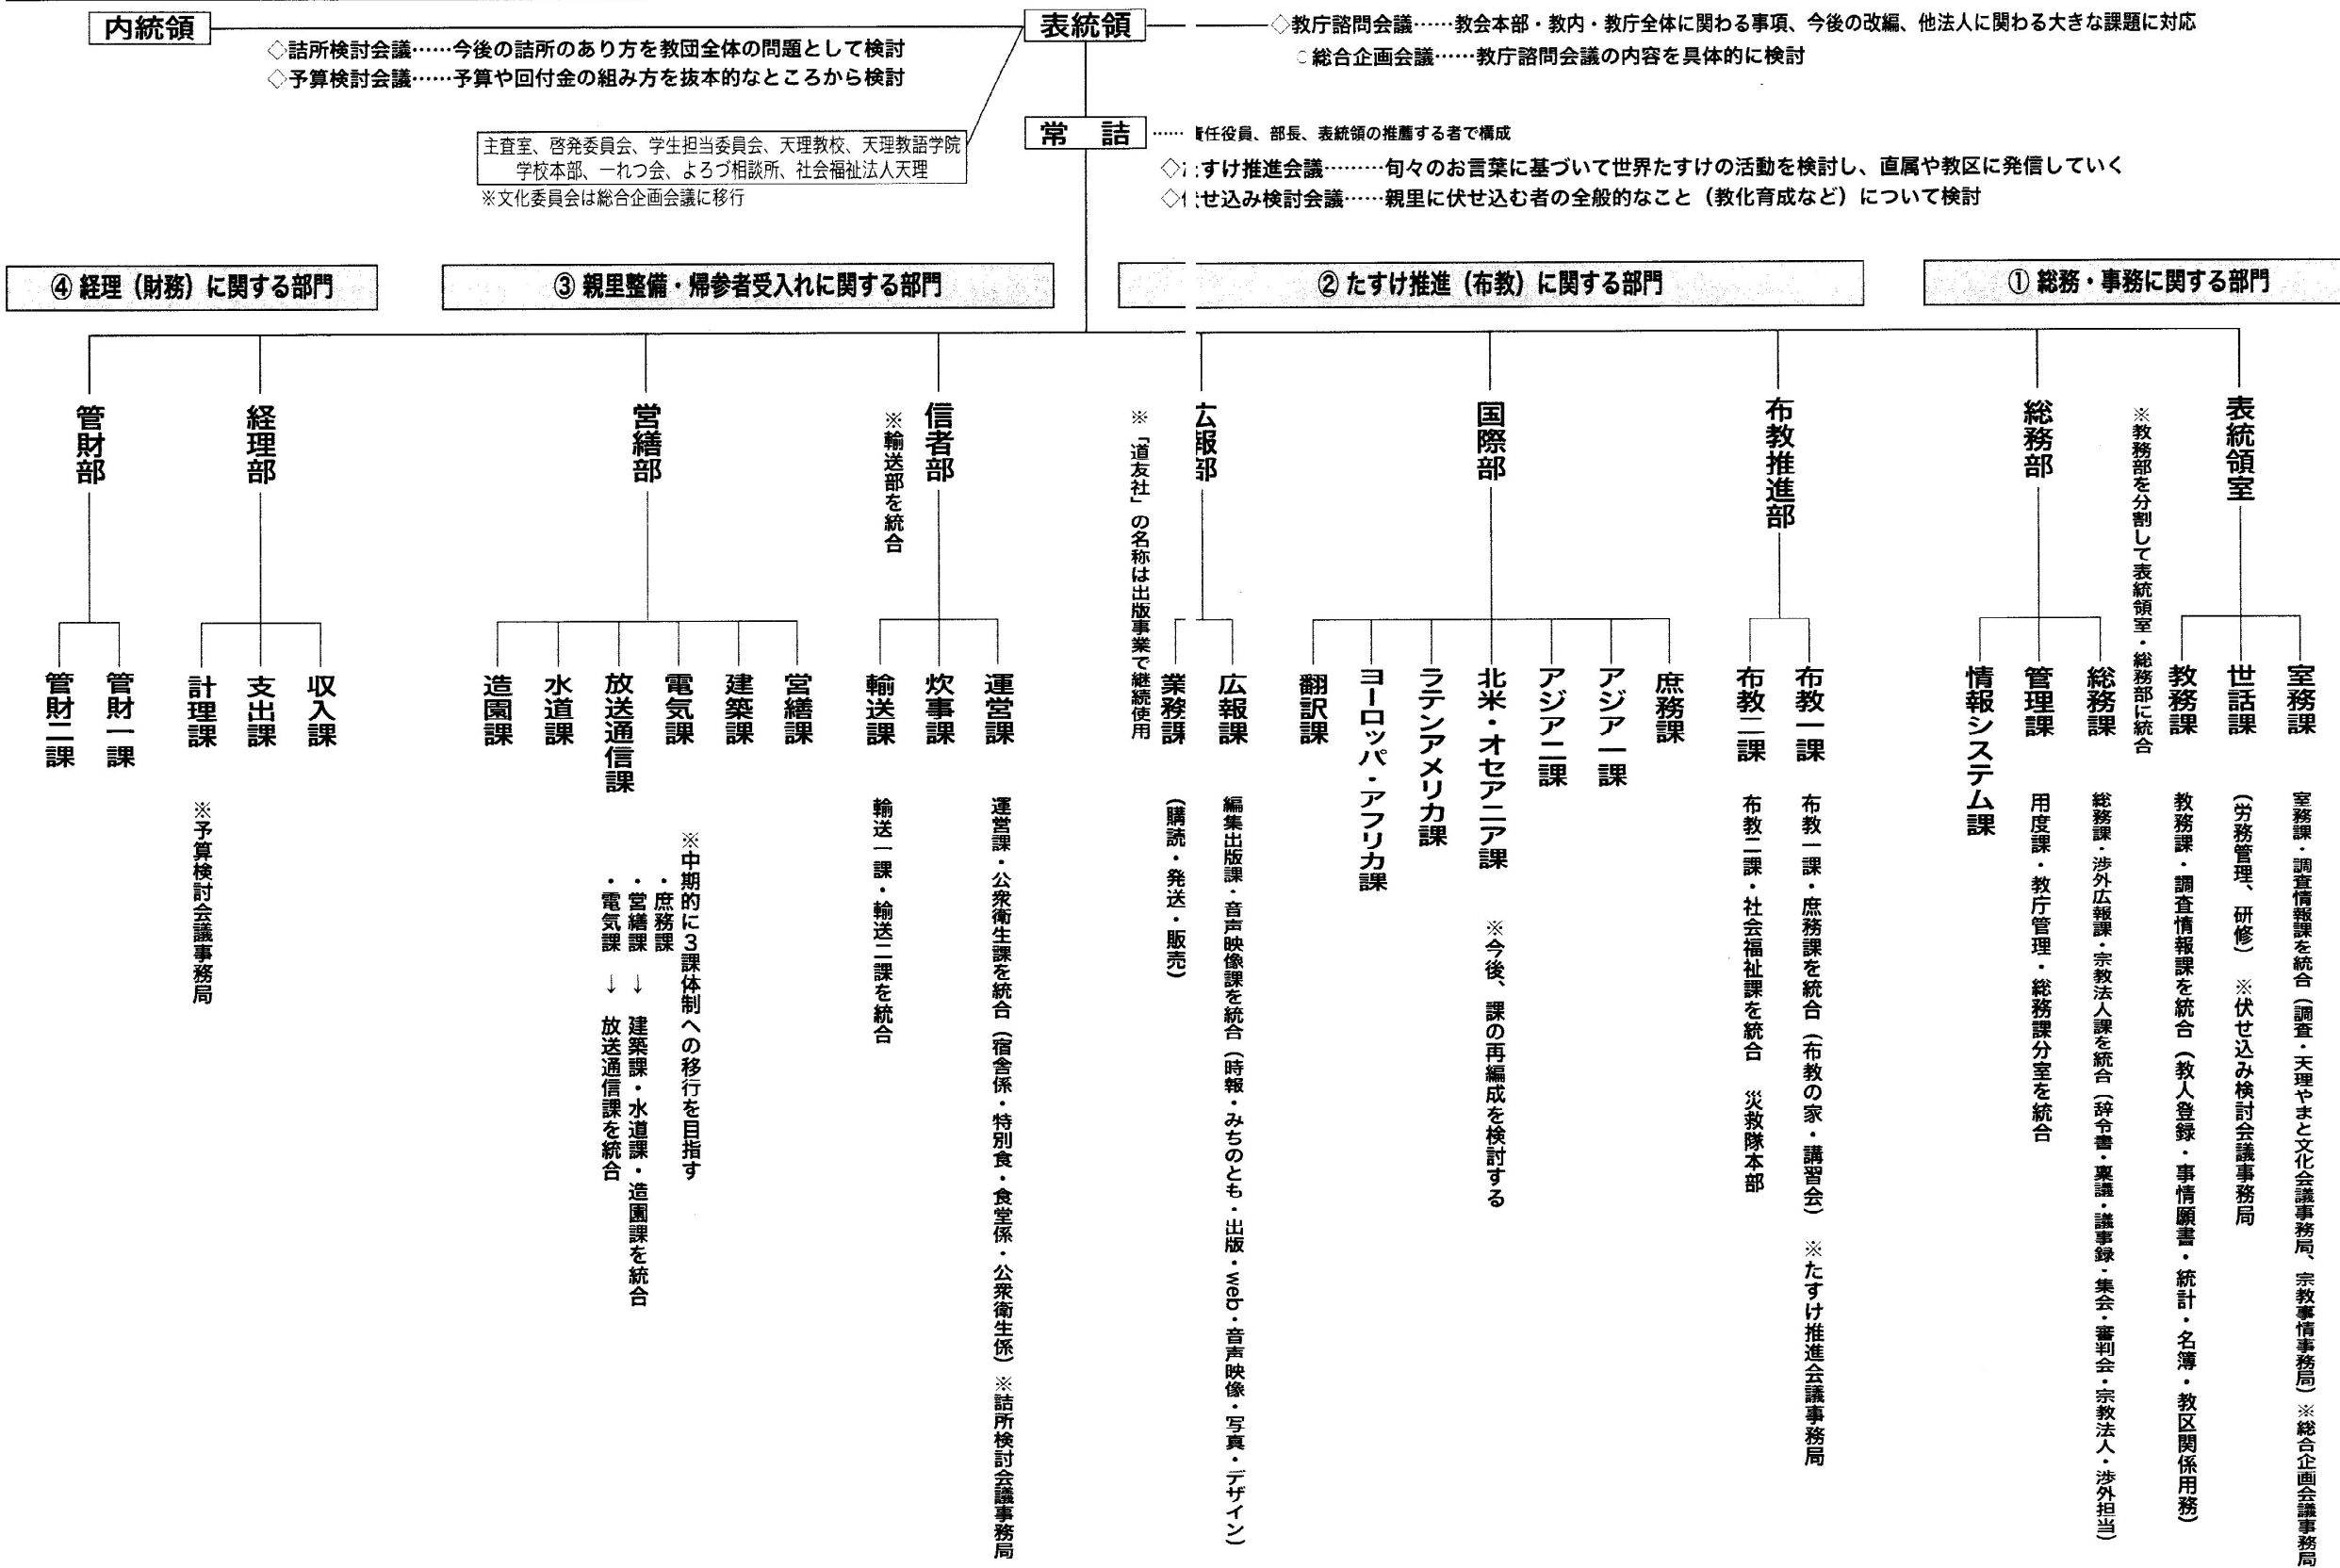 内統領
◇詰所検討会議……今後の詰所のあり方を教団全体の問題として検討
◇予算検討会議……予算や回付金の組み方を抜本的なところから検討
表統領
◇教庁諮問会議……教会本部・教内・教庁全体に関わる事項、今後の改編、他法人に関わる大きな課題に対応
○総合企画会議……教庁諮問会議の内容を具体的に検討
主査室、啓発委員会、学生担当委員会、天理教校、天理教語学院
学校本部、一れつ会、よろづ相談所、社会福祉法人天理
※文化委員会は総合企画会議に移行
常 詰
……責任役員、部長、表統領の推薦する者で構成
◇たすけ推進会議………旬々のお言葉に基づいて世界たすけの活動を検討し、直属や教区に発信していく
◇伏せ込み検討会議……親里に伏せ込む者の全般的なこと（教化育成など）について検討
① 総務・事務に関する部門
② たすけ推進（布教）に関する部門
③ 親里整備・帰参者受入れに関する部門
④ 経理（財務）に関する部門
表統領室
室務課
室務課・調査情報課を統合（調査・天理やまと文化会議事務局、宗教事情事務局）※総合企画会議事務局
世話課
（労務管理、研修） ※伏せ込み検討会議事務局
教務課
教務課・調査情報課を統合（教人登録・事情願書・統計・名簿・教区関係用務）
※教務部を分割して表統領室・総務部に統合
総務部
総務課
総務課・渉外広報課・宗教法人課を統合（辞令書・稟議・議事録・集会・審判会・宗教法人・渉外担当）
管理課
用度課・教庁管理・総務課分室を統合
情報システム課
布教推進部
布教一課
布教一課・庶務課を統合（布教の家・講習会） ※たすけ推進会議事務局
布教二課
布教二課・社会福祉課を統合 災救隊本部
国際部
庶務課
アジア一課
アジア二課
北米・オセアニア課
※今後、課の再編成を検討する
ラテンアメリカ課
ヨーロッパ・アフリカ課
翻訳課
広報部
広報課
編集出版課・音声映像課を統合（時報・みちのとも・出版・web・音声映像・写真・デザイン）
業務課
（購読・発送・販売）
※「道友社」の名称は出版事業で継続使用
信者部
※輸送部を統合
運営課
運営課・公衆衛生課を統合（宿舎係・特別食・食堂係・公衆衛生係）※詰所検討会議事務局
炊事課
輸送課
輸送一課・輸送二課を統合
営繕部
営繕課
建築課
電気課
放送通信課
水道課
造園課
※中期的に３課体制への移行を目指す
・庶務課
・営繕課 ← 建築課・水道課・造園課を統合
・電気課 ← 放送通信課を統合
経理部
収入課
支出課
計理課
※予算検討会議事務局
管財部
管財一課
管財二課